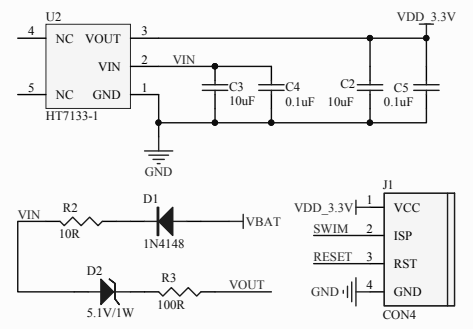 U2
VDD_3.3V
4 NC VOUT 3
VIN 2 VIN
5 NC GND 1
C3 C4 C2 C5
10uF 0.1uF 10uF 0.1uF
HT7133-1
GND
J1
D1
VIN R2
VDD_3.3V 1 VCC
VBAT
10R 1N4148
SWIM 2 ISP
RESET 3 RST
D2 R3 VOUT
GND 4 GND
5.1V/1W 100R
CON4